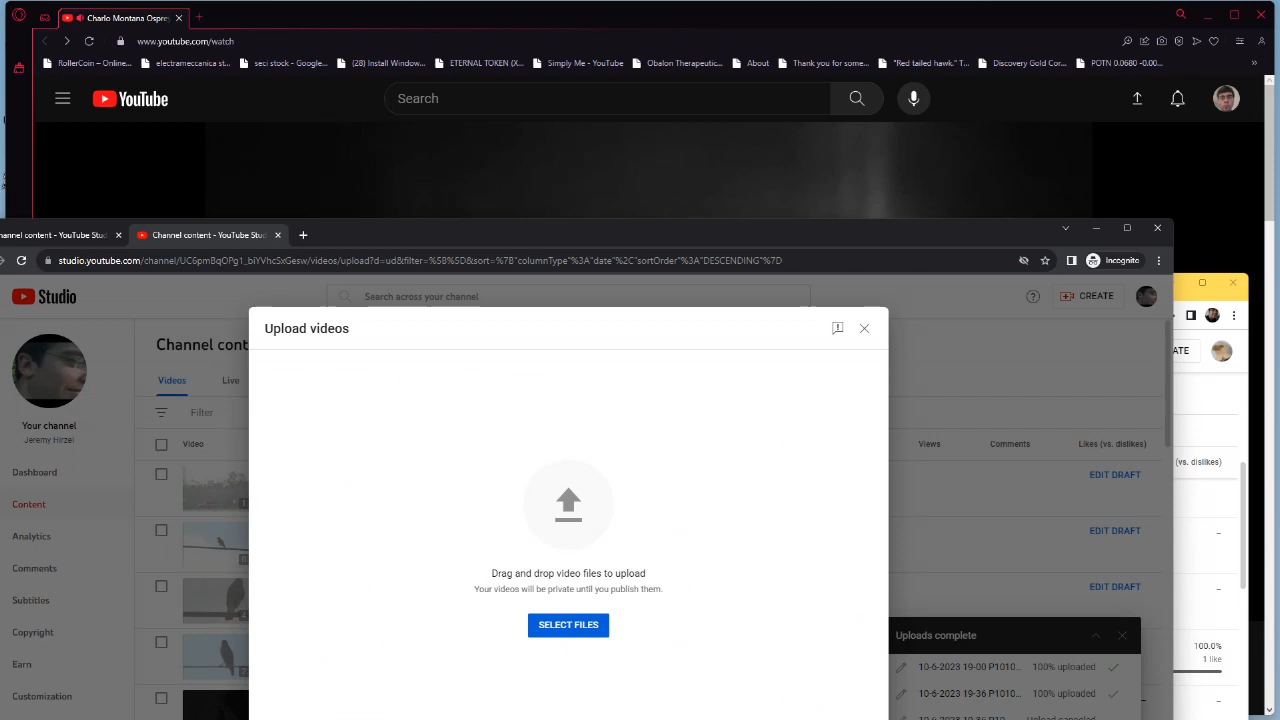 Charlo Montana Osprey
www.youtube.com/watch
RollerCoin – Online...
electrameccanica st...
seci stock - Google...
(28) Install Window...
ETERNAL TOKEN (X...
Simply Me - YouTube
Obalon Therapeutic...
About
Thank you for some...
"Red tailed hawk." T...
Discovery Gold Cor...
POTN 0.0680 -0.00...
»
YouTube
Search
hannel content - YouTube Stud
Channel content - YouTube Stud
studio.youtube.com/channel/UC6pmBqOPg1_biYVhcSxGesw/videos/upload?d=ud&filter=%5B%5D&sort=%7B"columnType"%3A"date"%2C"sortOrder"%3A"DESCENDING"%7D
Incognito
Studio
Search across your channel
CREATE
Upload videos
Channel cont
ATE
Videos
Live
Filter
Your channel
Jeremy Hirzel
Video
Views
Comments
Likes (vs. dislikes)
(vs. dislikes)
Dashboard
EDIT DRAFT
Content
Analytics
EDIT DRAFT
Comments
Drag and drop video files to upload
Your videos will be private until you publish them.
EDIT DRAFT
Subtitles
SELECT FILES
Copyright
Uploads complete
100.0%
1 like
Earn
10-6-2023 19-00 P1010...
100% uploaded
Customization
10-6-2023 19-36 P1010...
100% uploaded